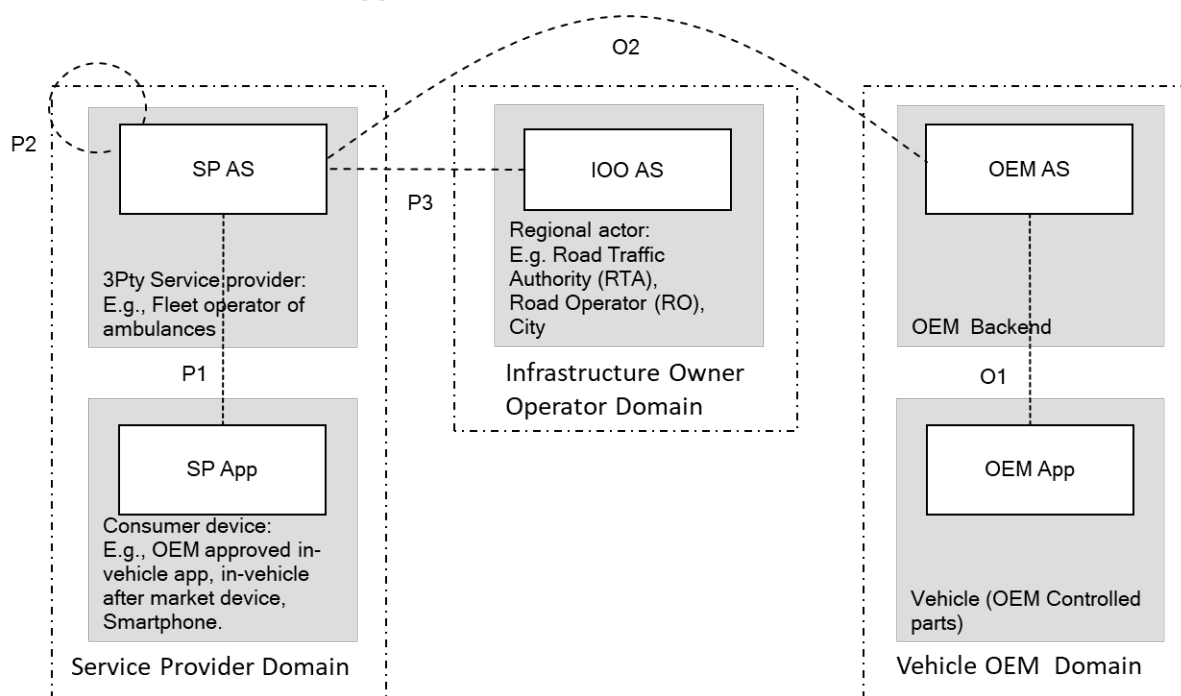 O2
P2
SP AS
IOO AS
OEM AS
P3
3Pty Service provider:
E.g., Fleet operator of
ambulances
Regional actor:
E.g. Road Traffic
Authority (RTA),
Road Operator (RO),
City
OEM Backend
P1
Infrastructure Owner
Operator Domain
O1
SP App
OEM App
Consumer device:
E.g., OEM approved in-
vehicle app, in-vehicle
after market device,
Smartphone.
Vehicle (OEM Controlled
parts)
Service Provider Domain
Vehicle OEM Domain